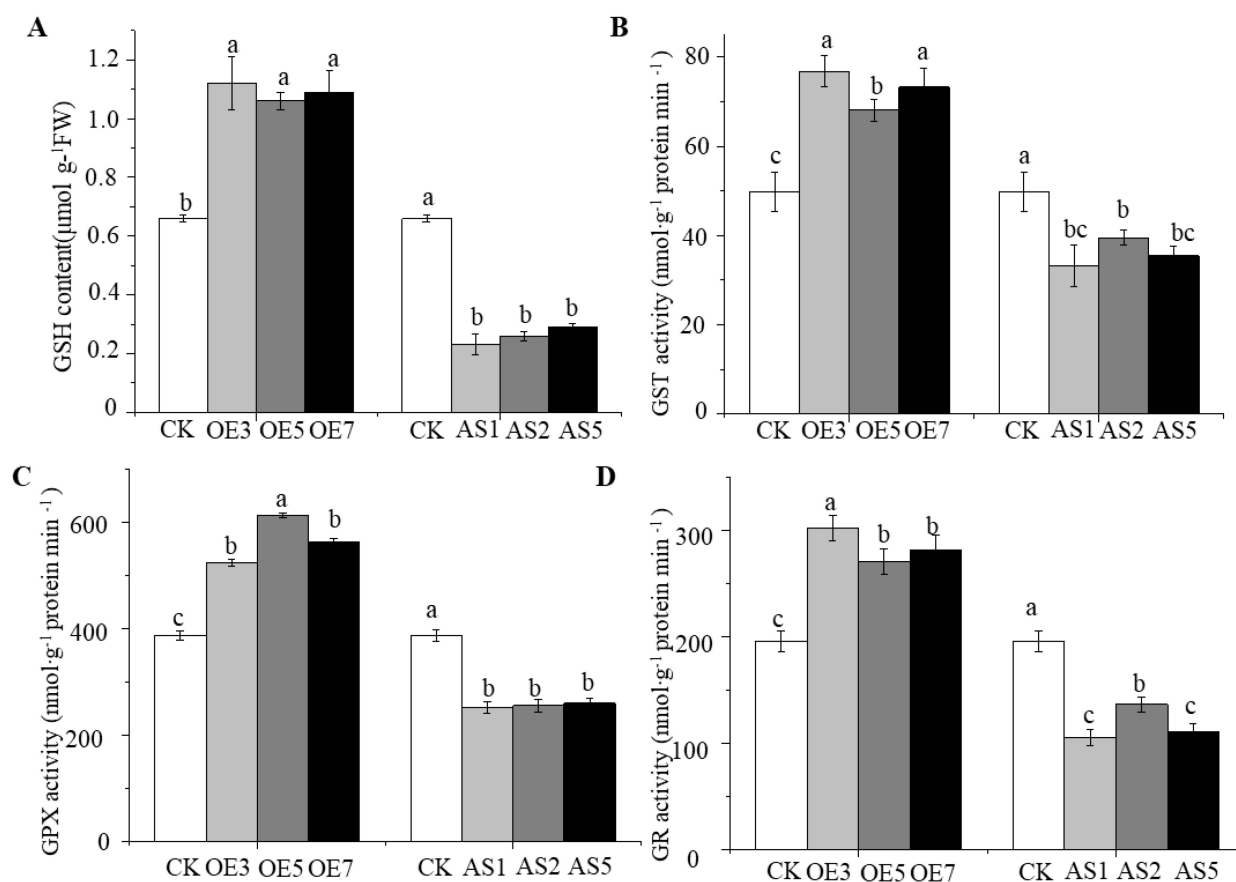 A
GSH content(μmol g-¹FW)
1.2
1.0
0.8
0.6
0.4
0.2
0
b
a
a
a
a
b
b
b
CK OE3 OE5 OE7 CK AS1 AS2 AS5
B
GST activity (nmol·g⁻¹ protein min ⁻¹)
80
60
40
20
0
c
a
b
a
a
bc
b
bc
CK OE3 OE5 OE7 CK AS1 AS2 AS5
C
GPX activity (nmol·g⁻¹ protein min ⁻¹)
600
400
200
0
c
b
a
b
a
b
b
b
CK OE3 OE5 OE7 CK AS1 AS2 AS5
D
GR activity (nmol·g⁻¹ protein min ⁻¹)
300
200
100
0
c
a
b
b
a
c
b
c
CK OE3 OE5 OE7 CK AS1 AS2 AS5